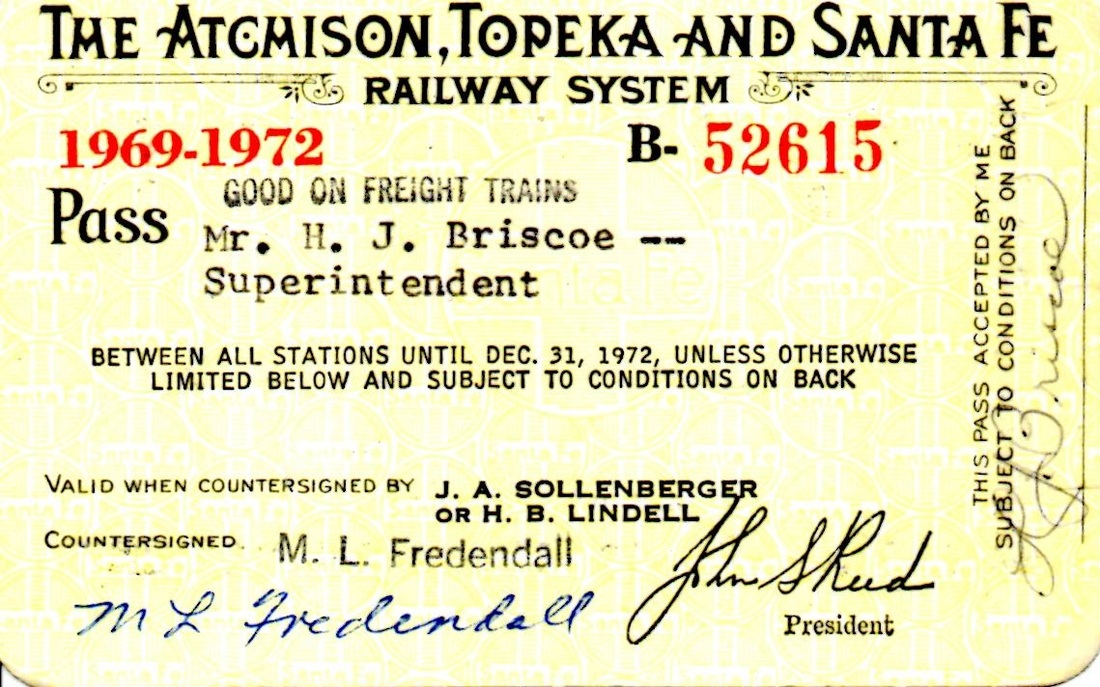 THE ATCHISON, TOPEKA AND SANTA FE
RAILWAY SYSTEM
1969-1972
B- 52615
GOOD ON FREIGHT TRAINS
Pass
Mr. H. J. Briscoe --
Superintendent
BETWEEN ALL STATIONS UNTIL DEC. 31, 1972, UNLESS OTHERWISE
LIMITED BELOW AND SUBJECT TO CONDITIONS ON BACK
VALID WHEN COUNTERSIGNED BY J. A. SOLLENBERGER
OR H. B. LINDELL
COUNTERSIGNED M. L. Fredendall
M L Fredendall
John S Reed
President
THIS PASS ACCEPTED BY ME
SUBJECT TO CONDITIONS ON BACK
H J Briscoe